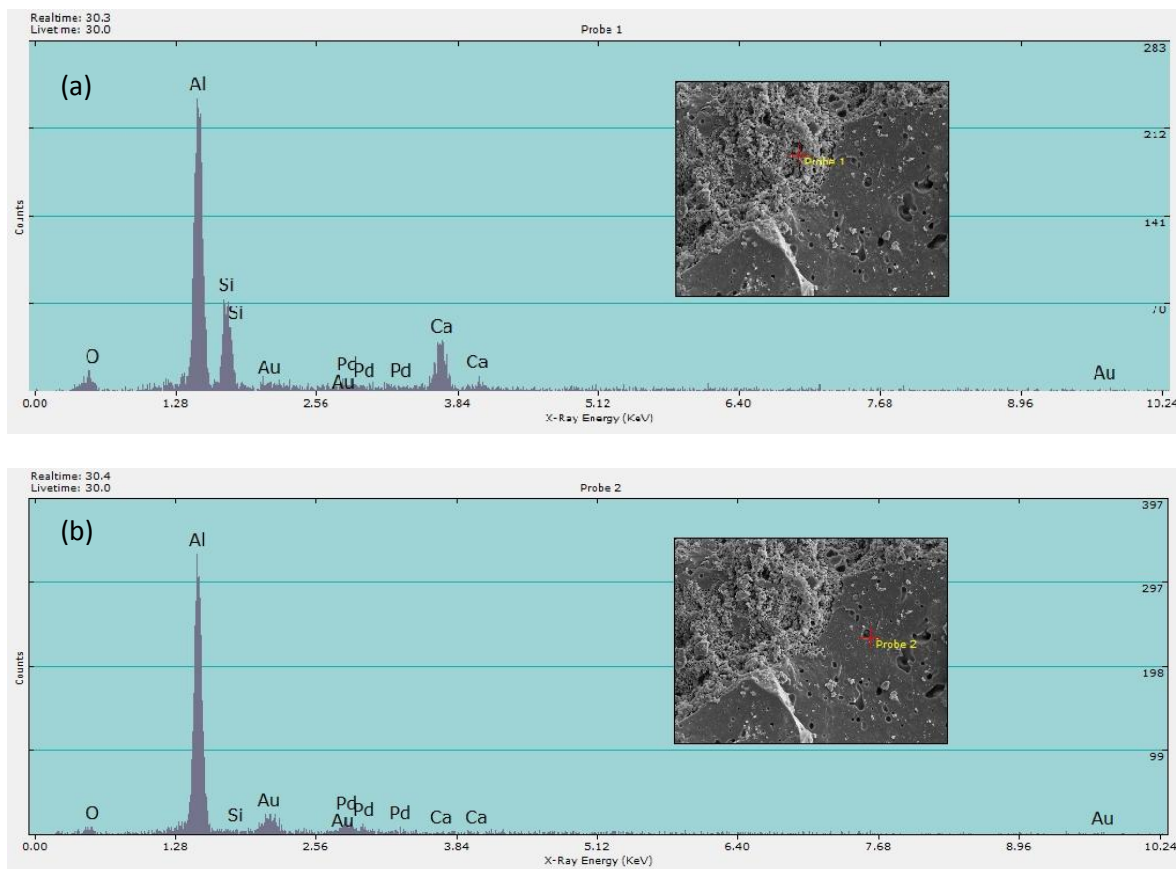 Realtime: 30.3
Livetime: 30.0
Probe 1
283
(a)
Al
212
Probe 1
141
Counts
Si
Si
70
Ca
O
Au
Pd
Pd
Au
Pd
Ca
Au
0.00 1.28 2.56 3.84 5.12 6.40 7.68 8.96 10.24
X-Ray Energy (KeV)
Realtime: 30.4
Livetime: 30.0
Probe 2
397
(b)
Al
297
Probe 2
198
Counts
99
O
Si
Au
Pd
Pd
Au
Pd
Ca
Ca
Au
0.00 1.28 2.56 3.84 5.12 6.40 7.68 8.96 10.24
X-Ray Energy (KeV)